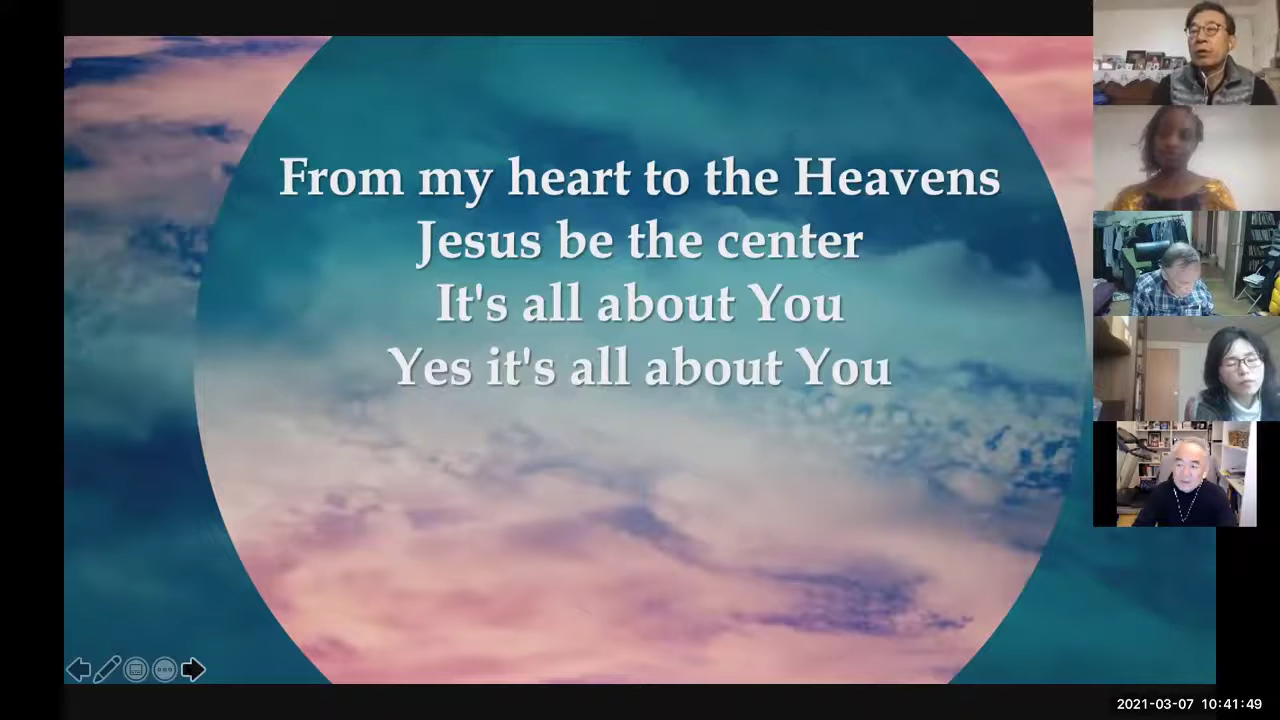 From my heart to the Heavens
Jesus be the center
It's all about You
Yes it's all about You
2021-03-07 10:41:49